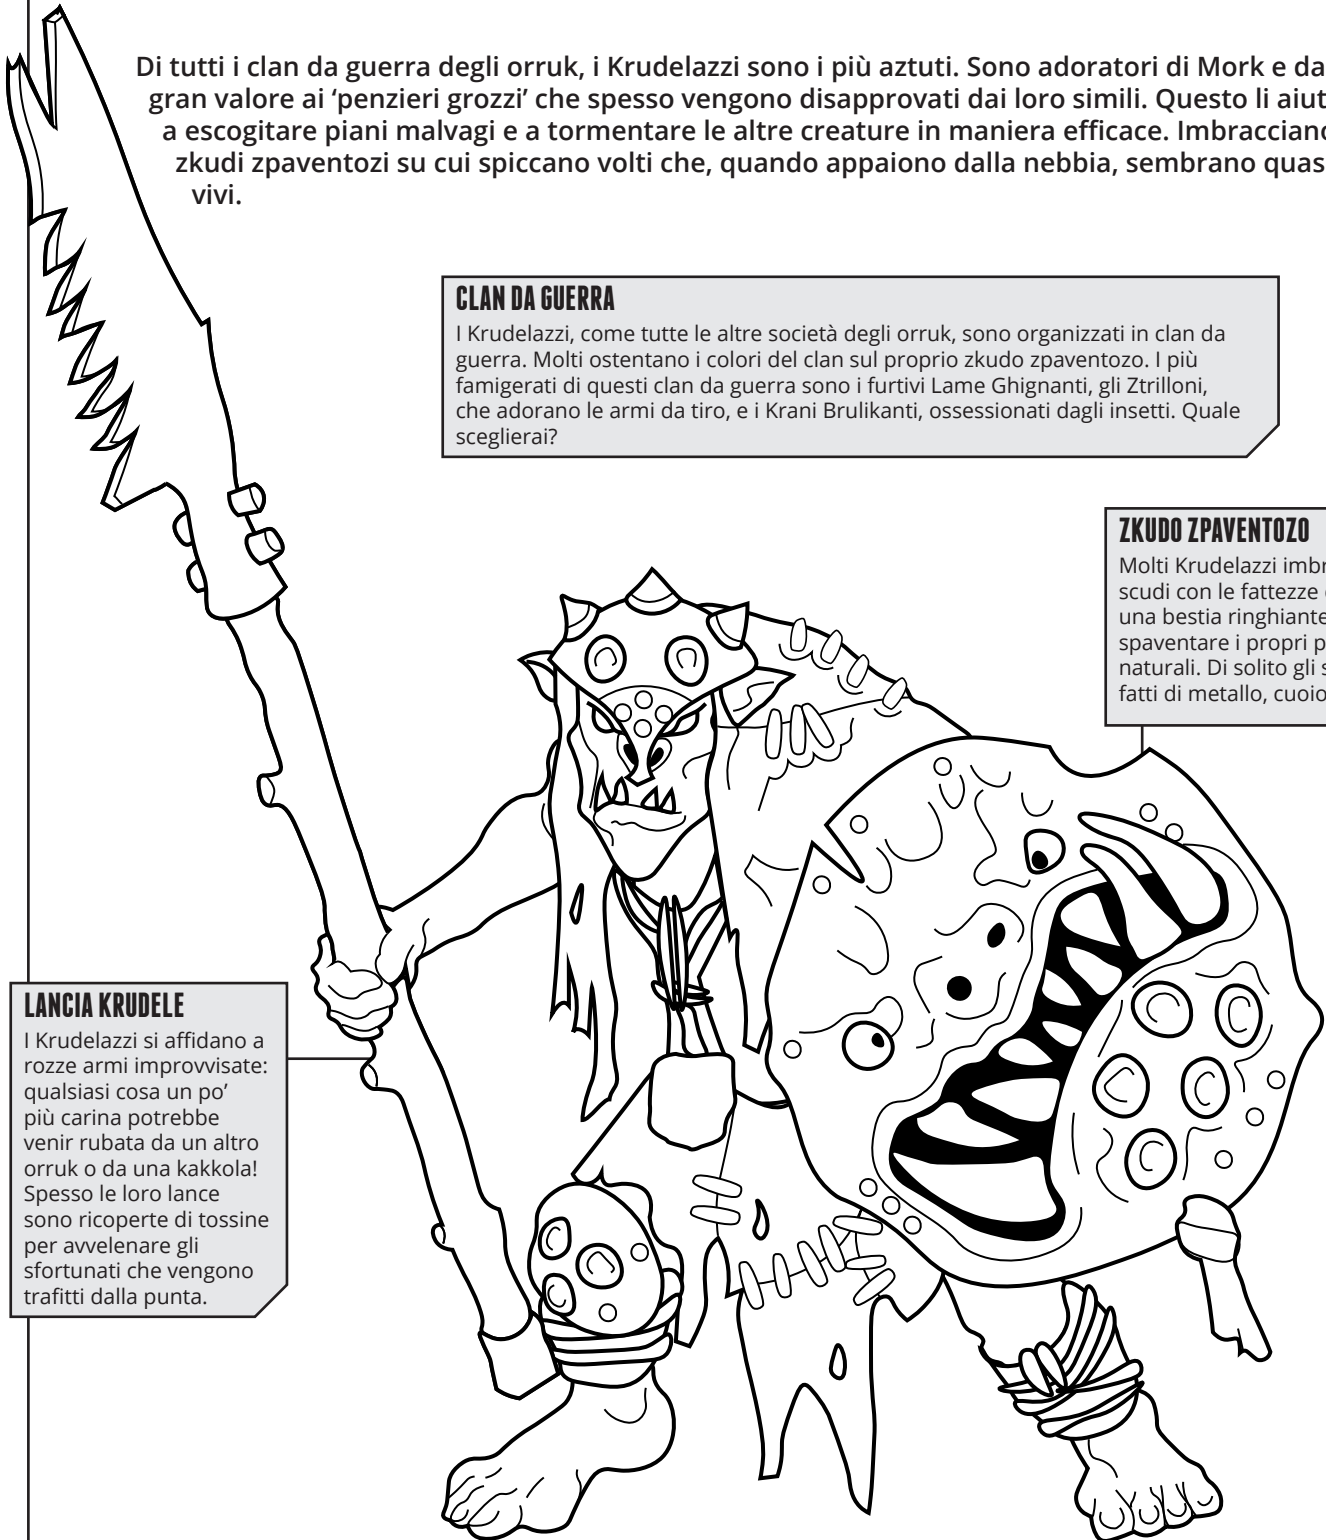 Di tutti i clan da guerra degli orruk, i Krudelazzi sono i più aztuti. Sono adoratori di Mork e da
gran valore ai ‘penzieri grozzi’ che spesso vengono disapprovati dai loro simili. Questo li aiut
a escogitare piani malvagi e a tormentare le altre creature in maniera efficace. Imbraccian
zkudi zpaventozi su cui spiccano volti che, quando appaiono dalla nebbia, sembrano quas
vivi.
CLAN DA GUERRA
I Krudelazzi, come tutte le altre società degli orruk, sono organizzati in clan da
guerra. Molti ostentano i colori del clan sul proprio zkudo zpaventozo. I più
famigerati di questi clan da guerra sono i furtivi Lame Ghignanti, gli Ztrilloni,
che adorano le armi da tiro, e i Krani Brulikanti, ossessionati dagli insetti. Quale
sceglierai?
ZKUDO ZPAVENTOZO
Molti Krudelazzi imbr
scudi con le fattezze
una bestia ringhiante
spaventare i propri p
naturali. Di solito gli s
fatti di metallo, cuoio
LANCIA KRUDELE
I Krudelazzi si affidano a
rozze armi improvvisate:
qualsiasi cosa un po’
più carina potrebbe
venir rubata da un altro
orruk o da una kakkola!
Spesso le loro lance
sono ricoperte di tossine
per avvelenare gli
sfortunati che vengono
trafitti dalla punta.